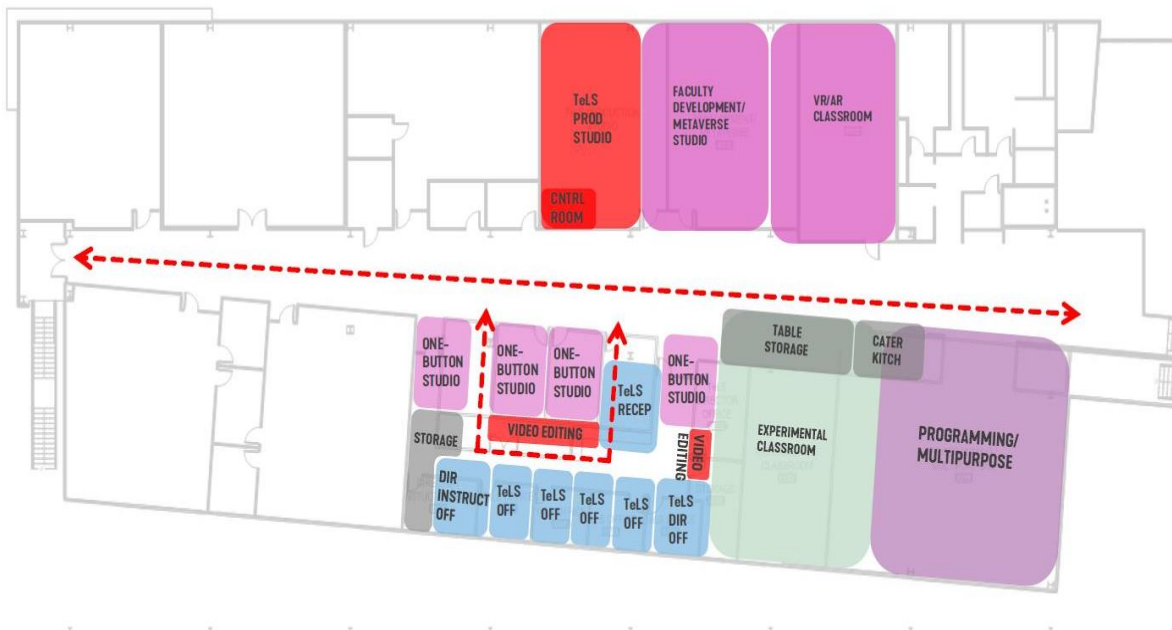 TeLS
PROD
STUDIO
CNTRL
ROOM
FACULTY
DEVELOPMENT/
METAVERSE
STUDIO
VR/AR
CLASSROOM
ONE-
BUTTON
STUDIO
ONE-
BUTTON
STUDIO
ONE-
BUTTON
STUDIO
TeLS
RECEP
ONE-
BUTTON
STUDIO
TABLE
STORAGE
CATER
KITCH
STORAGE
VIDEO EDITING
VIDEO
EDITING
EXPERIMENTAL
CLASSROOM
PROGRAMMING/
MULTIPURPOSE
DIR
INSTRUCT
OFF
TeLS
OFF
TeLS
OFF
TeLS
OFF
TeLS
OFF
TeLS
DIR
OFF